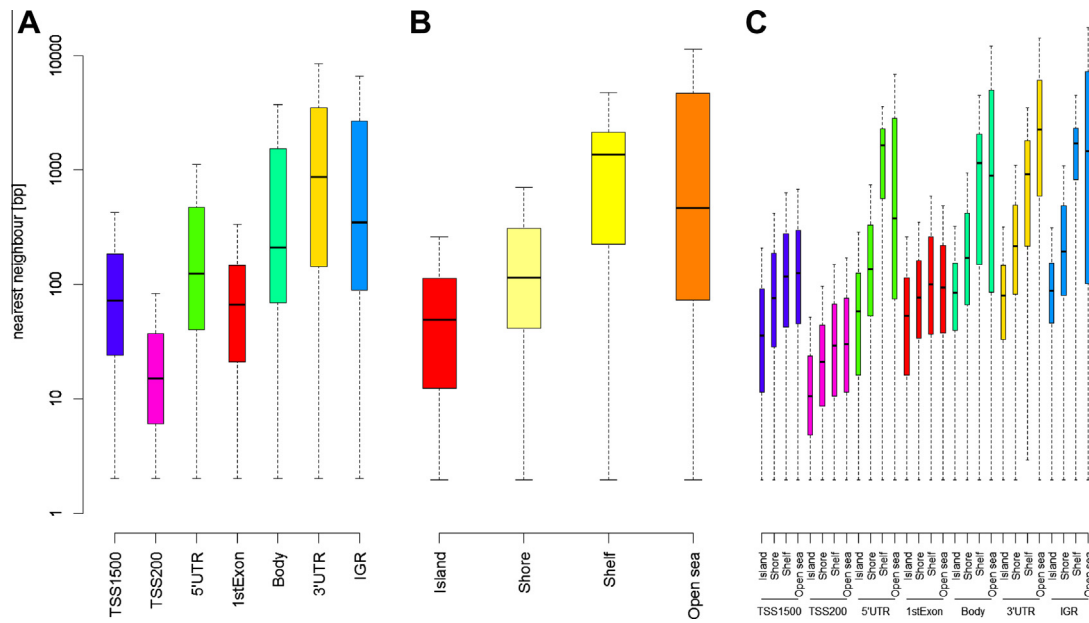 A
B
C
nearest neighbour [bp]
10000
1000
100
10
1
TSS1500
TSS200
5'UTR
1stExon
Body
3'UTR
IGR
Island
Shore
Shelf
Open sea
Island
Shore
Shelf
Open sea
Island
Shore
Shelf
Open sea
Island
Shore
Shelf
Open sea
Island
Shore
Shelf
Open sea
Island
Shore
Shelf
Open sea
Island
Shore
Shelf
Open sea
Island
Shore
Shelf
Open sea
TSS1500
TSS200
5'UTR
1stExon
Body
3'UTR
IGR